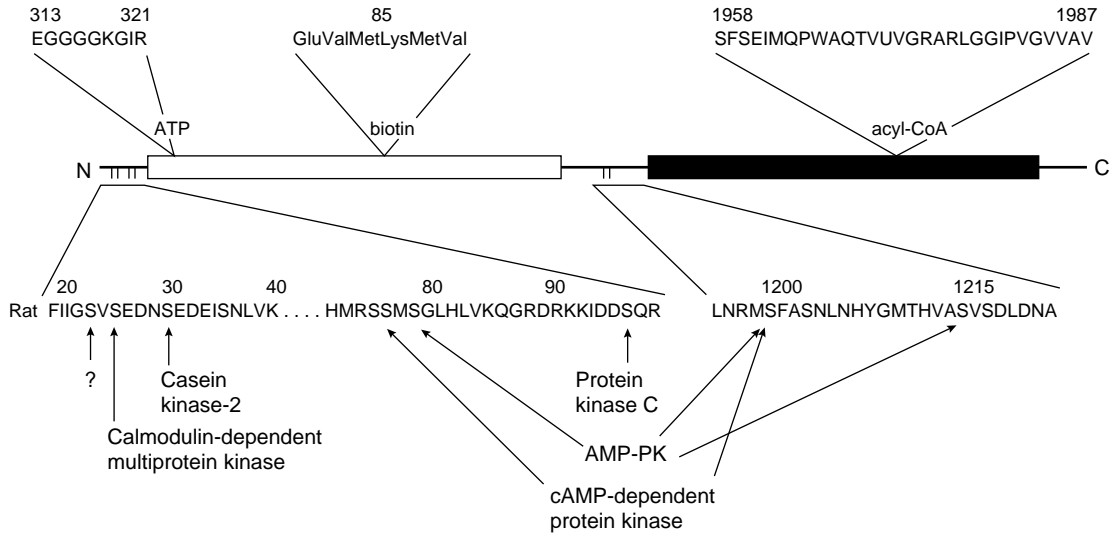 313 321 85 1958 1987
EGGGGKGIR GluValMetLysMetVal SFSEIMQPWAQTVUVGRARLGGIPVGVVAV
ATP biotin acyl-CoA
N C
20 30 40 80 90 1200 1215
Rat FIIGSVSEDNSEDEISNLVK . . . . HMRSSMSGLHLVKQGRDRKKIDDSQR LNRMSFASNLNHYGMTHVASVSDLDNA
? Casein Protein
kinase-2 kinase C
Calmodulin-dependent
multiprotein kinase
AMP-PK
cAMP-dependent
protein kinase